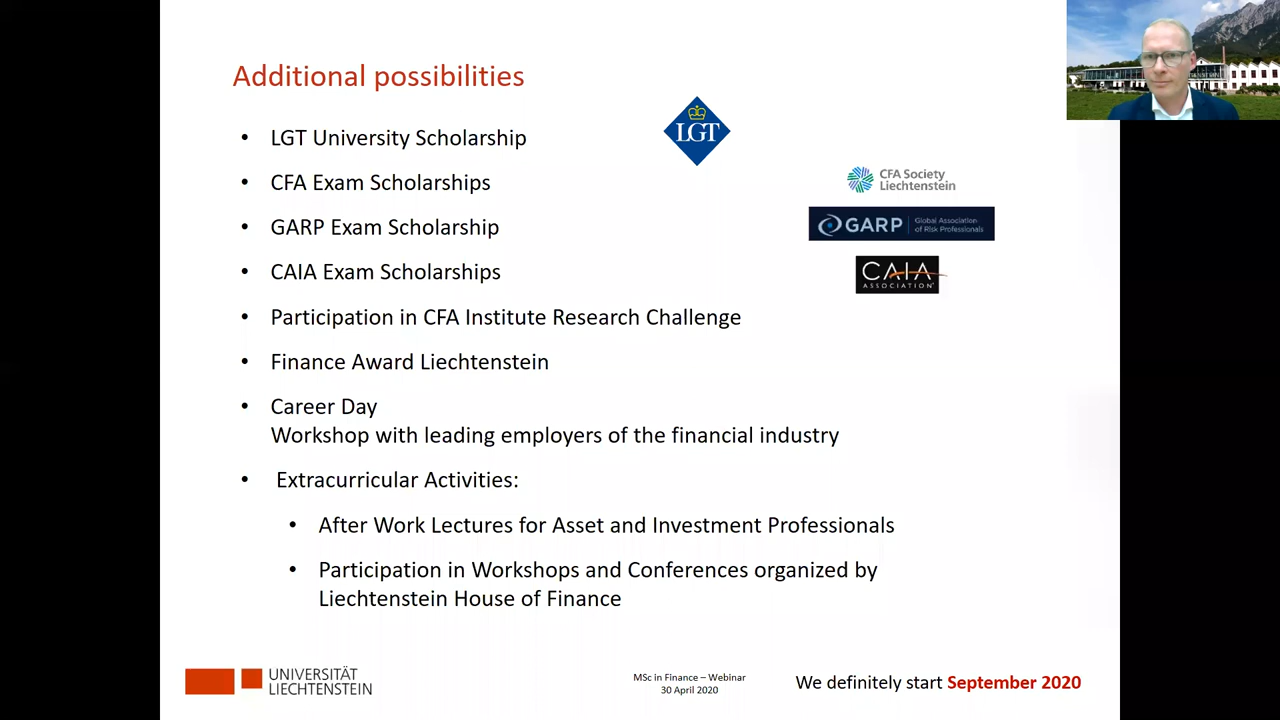 Additional possibilities
• LGT University Scholarship
LGT
• CFA Exam Scholarships
CFA Society
Liechtenstein
• GARP Exam Scholarship
GARP
Global Association
of Risk Professionals
• CAIA Exam Scholarships
CAIA
ASSOCIATION
• Participation in CFA Institute Research Challenge
• Finance Award Liechtenstein
• Career Day
Workshop with leading employers of the financial industry
• Extracurricular Activities:
• After Work Lectures for Asset and Investment Professionals
• Participation in Workshops and Conferences organized by
Liechtenstein House of Finance
UNIVERSITÄT
LIECHTENSTEIN
MSc in Finance – Webinar
30 April 2020
We definitely start September 2020